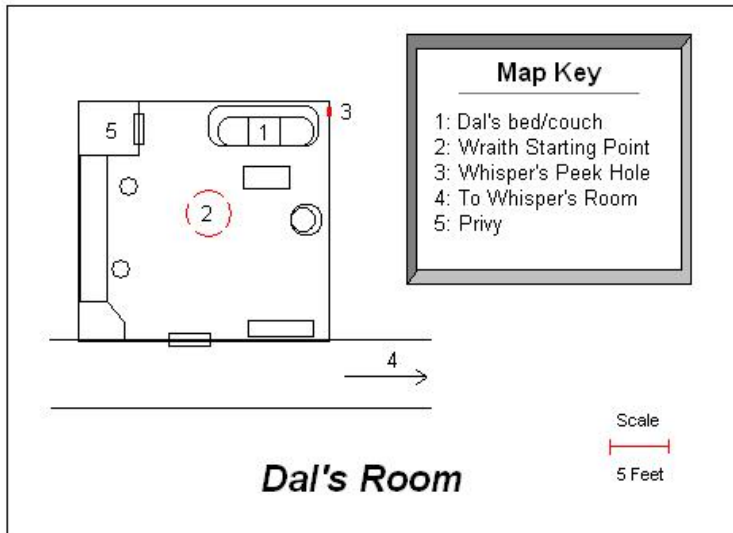 Map Key
1: Dal's bed/couch
2: Wraith Starting Point
3: Whisper's Peek Hole
4: To Whisper's Room
5: Privy
5
1
3
2
4
Scale
5 Feet
Dal's Room